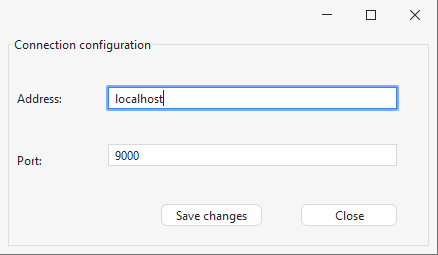 Connection configuration
Address: localhost
Port: 9000
Save changes Close